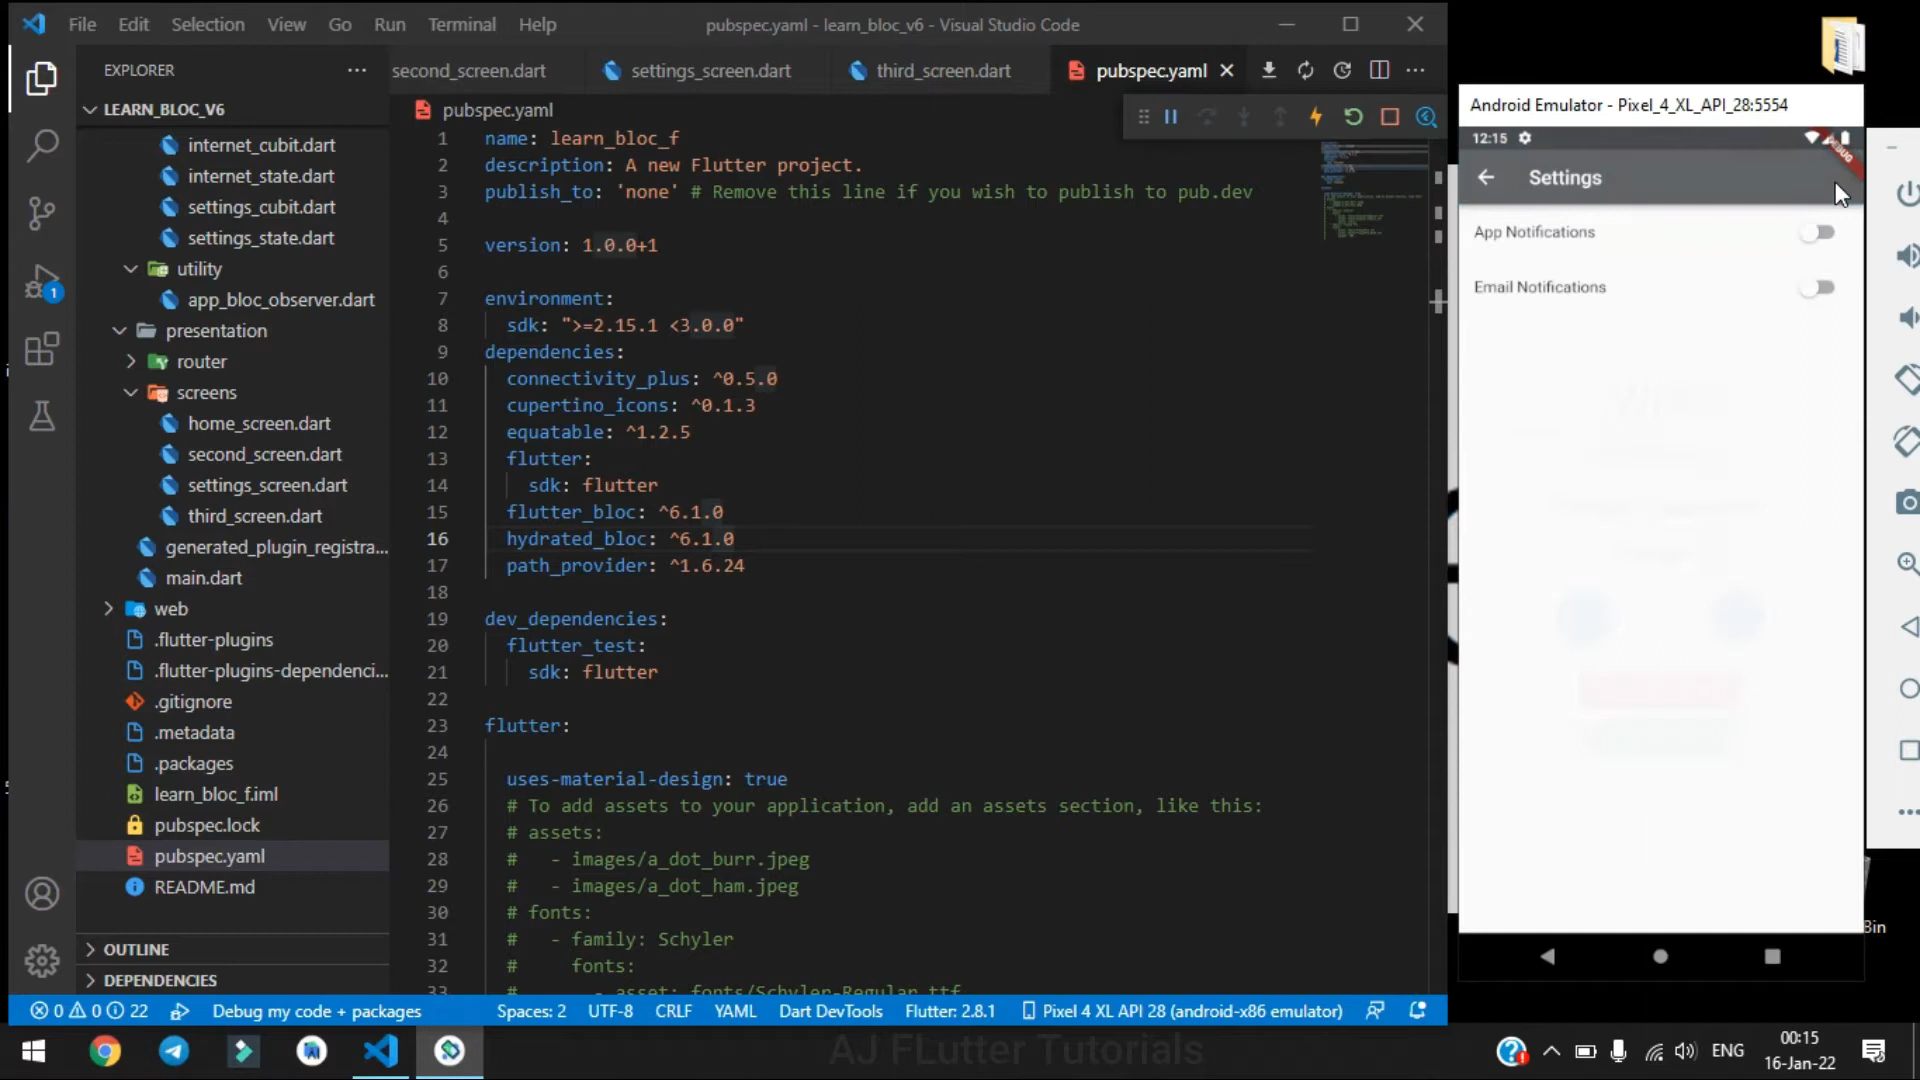 File Edit Selection View Go Run Terminal Help
pubspec.yaml - learn_bloc_v6 - Visual Studio Code
EXPLORER
second_screen.dart
settings_screen.dart
third_screen.dart
pubspec.yaml
LEARN_BLOC_V6
internet_cubit.dart
internet_state.dart
settings_cubit.dart
settings_state.dart
utility
app_bloc_observer.dart
presentation
router
screens
home_screen.dart
second_screen.dart
settings_screen.dart
third_screen.dart
generated_plugin_registra...
main.dart
web
.flutter-plugins
.flutter-plugins-dependenci...
.gitignore
.metadata
.packages
learn_bloc_f.iml
pubspec.lock
pubspec.yaml
README.md
OUTLINE
DEPENDENCIES
1
pubspec.yaml
1 name: learn_bloc_f
2 description: A new Flutter project.
3 publish_to: 'none' # Remove this line if you wish to publish to pub.dev
4
5 version: 1.0.0+1
6
7 environment:
8 sdk: ">=2.15.1 <3.0.0"
9 dependencies:
10 connectivity_plus: ^0.5.0
11 cupertino_icons: ^0.1.3
12 equatable: ^1.2.5
13 flutter:
14 sdk: flutter
15 flutter_bloc: ^6.1.0
16 hydrated_bloc: ^6.1.0
17 path_provider: ^1.6.24
18
19 dev_dependencies:
20 flutter_test:
21 sdk: flutter
22
23 flutter:
24
25 uses-material-design: true
26 # To add assets to your application, add an assets section, like this:
27 # assets:
28 # - images/a_dot_burr.jpeg
29 # - images/a_dot_ham.jpeg
30 # fonts:
31 # - family: Schyler
32 # fonts:
33 # - asset: fonts/Schyler-Regular.ttf
Android Emulator - Pixel_4_XL_API_28:5554
12:15
DEBUG
Settings
App Notifications
Email Notifications
Bin
0 0 22 Debug my code + packages
Spaces: 2 UTF-8 CRLF YAML Dart DevTools Flutter: 2.8.1 Pixel 4 XL API 28 (android-x86 emulator)
AJ FLutter Tutorials
ENG
00:15
16-Jan-22